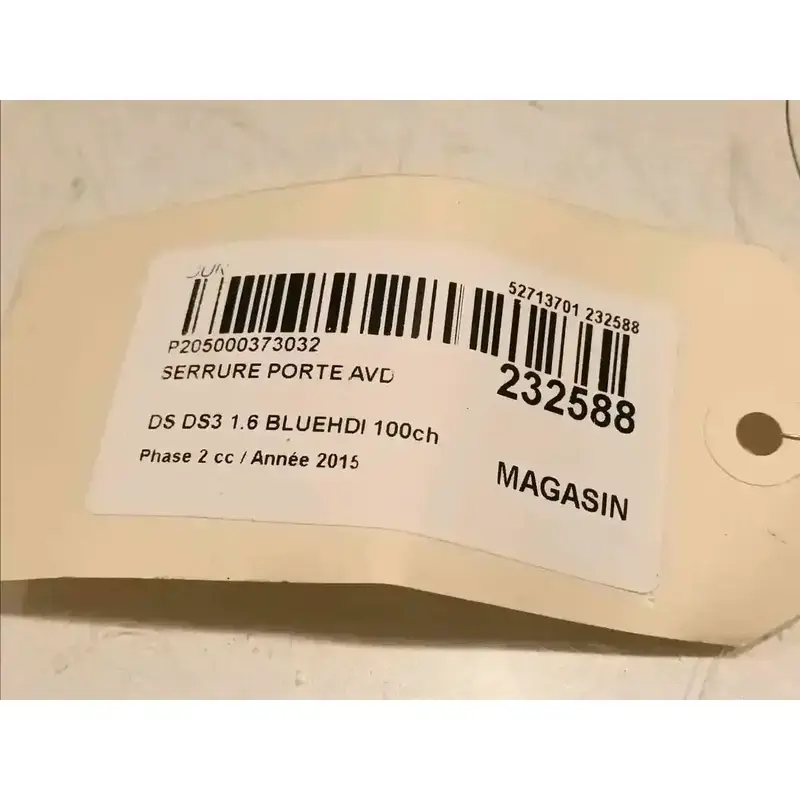 52713701 232588
P205000373032
SERRURE PORTE AVD
232588
DS DS3 1.6 BLUEHDI 100ch
Phase 2 cc / Année 2015
MAGASIN